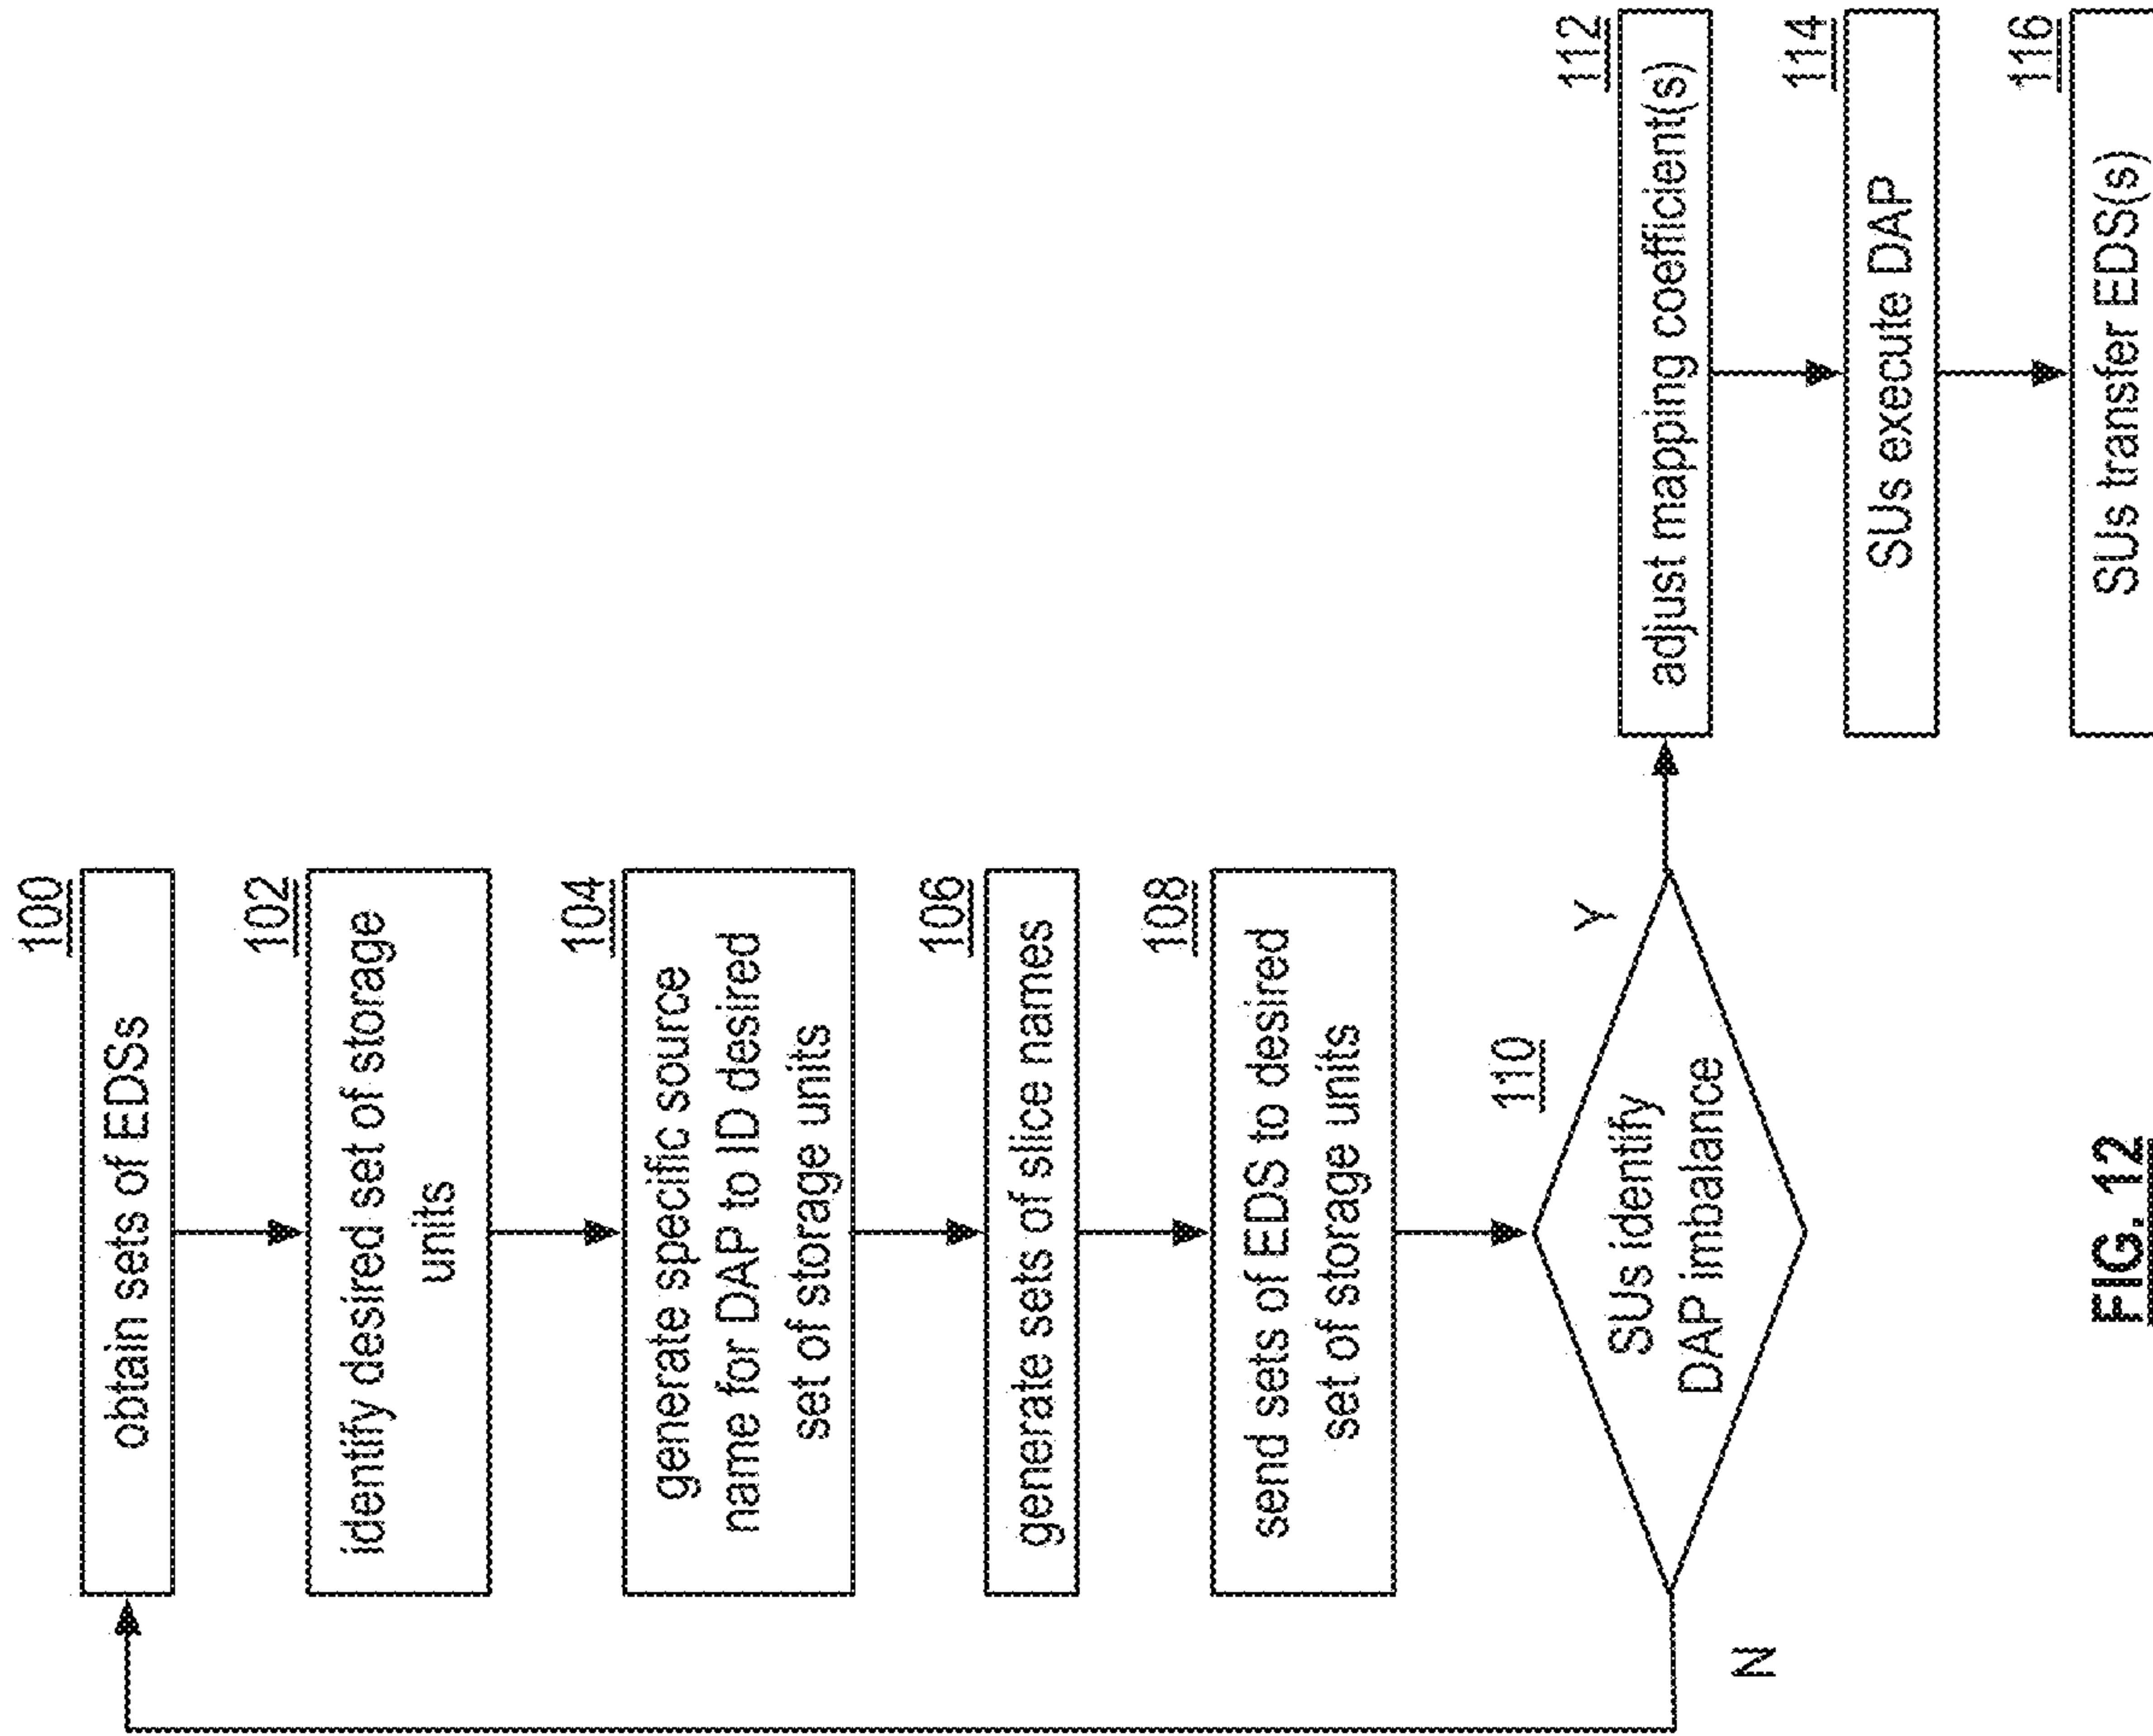 100
obtain sets of EDSs
102
identify desired set of storage
units
104
generate specific source
name for DAP to ID desired
set of storage units
106
generate sets of slice names
108
send sets of EDS to desired
set of storage units
110
SUs identify
DAP imbalance
N
Y
112
adjust mapping coefficient(s)
114
SUs execute DAP
116
SUs transfer EDS(s)
FIG. 12